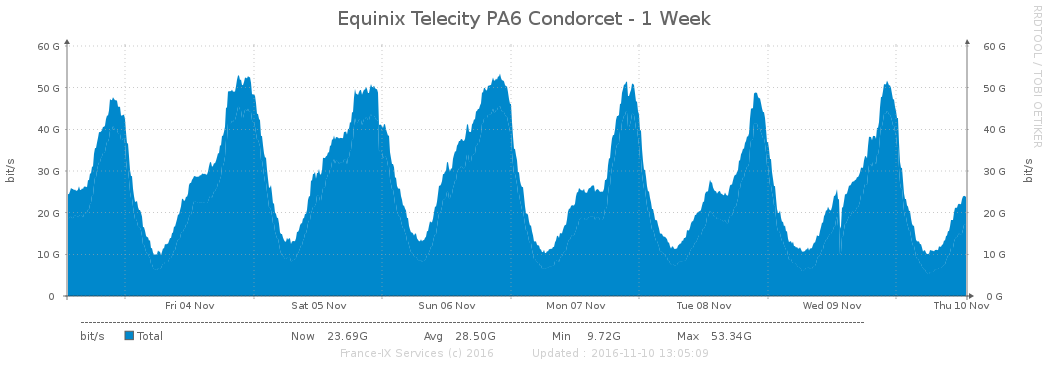 Equinix Telecity PA6 Condorcet - 1 Week
RRDTOOL / TOBI OETIKER
60 G 60 G
50 G 50 G
40 G 40 G
30 G 30 G
20 G 20 G
10 G 10 G
0 0 G
bit/s
bit/s
Fri 04 Nov Sat 05 Nov Sun 06 Nov Mon 07 Nov Tue 08 Nov Wed 09 Nov Thu 10 Nov
bit/s Total Now 23.69G Avg 28.50G Min 9.72G Max 53.34G
France-IX Services (c) 2016 Updated : 2016-11-10 13:05:09